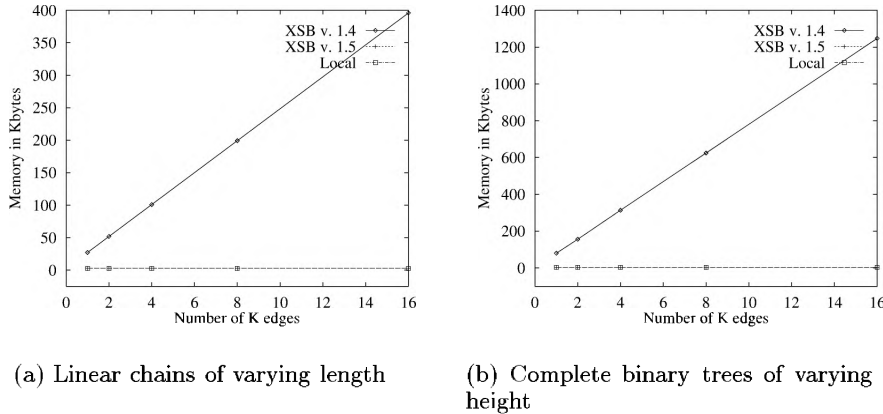 400
350
300
250
200
150
100
50
0
Memory in Kbytes
XSB v. 1.4
XSB v. 1.5
Local
0 2 4 6 8 10 12 14 16
Number of K edges
(a) Linear chains of varying length
1400
1200
1000
800
600
400
200
0
Memory in Kbytes
XSB v. 1.4
XSB v. 1.5
Local
0 2 4 6 8 10 12 14 16
Number of K edges
(b) Complete binary trees of varying
height